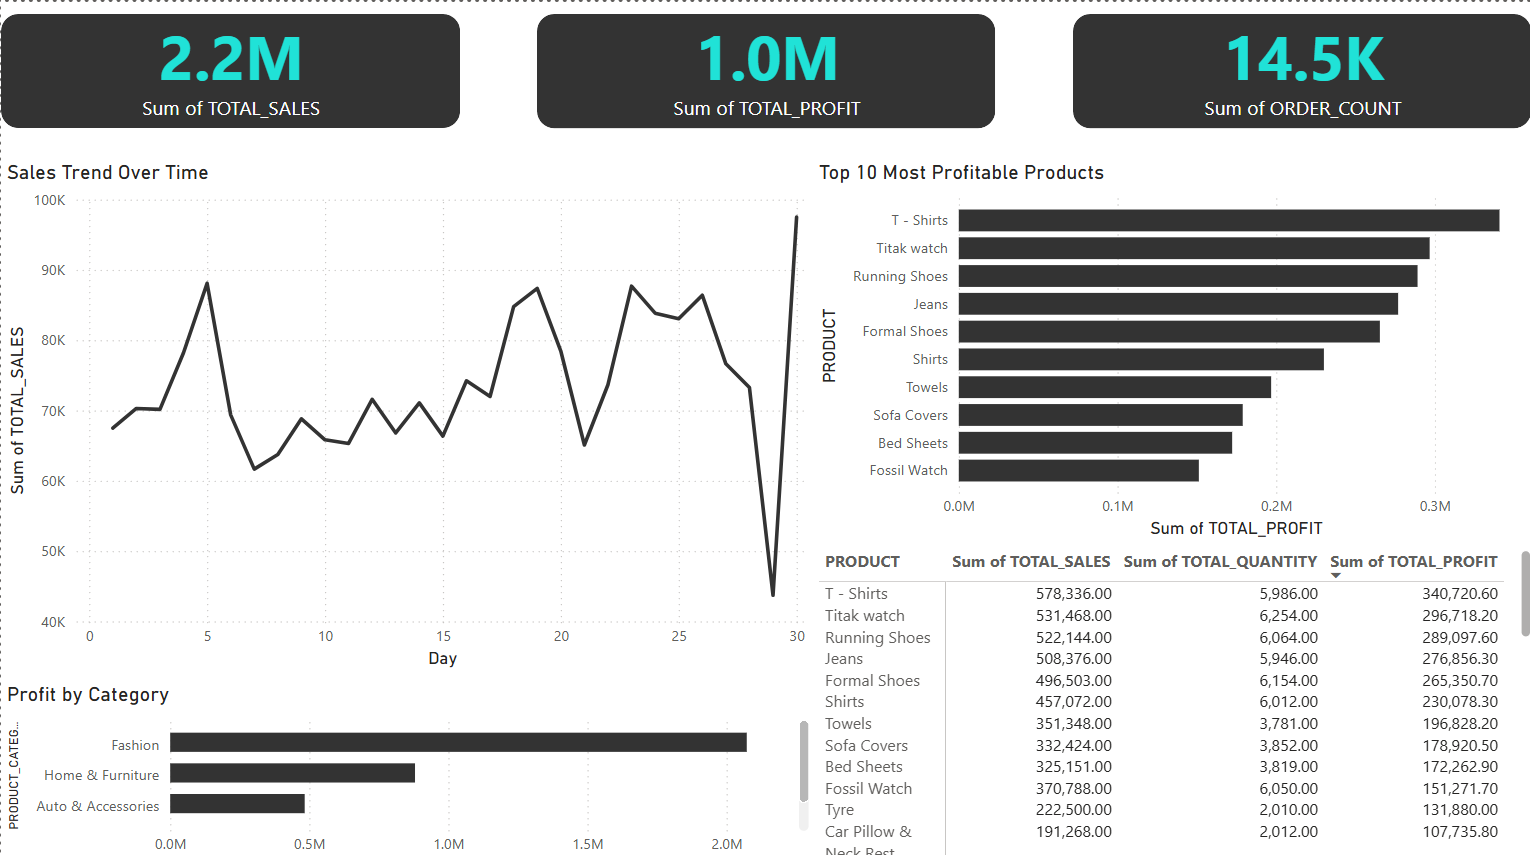 2.2M
Sum of TOTAL_SALES
1.0M
Sum of TOTAL_PROFIT
14.5K
Sum of ORDER_COUNT
Sales Trend Over Time
Sum of TOTAL_SALES
100K
90K
80K
70K
60K
50K
40K
0 5 10 15 20 25 30
Day
Top 10 Most Profitable Products
PRODUCT
T - Shirts
Titak watch
Running Shoes
Jeans
Formal Shoes
Shirts
Towels
Sofa Covers
Bed Sheets
Fossil Watch
0.0M 0.1M 0.2M 0.3M
Sum of TOTAL_PROFIT
Profit by Category
PRODUCT_CATEG...
Fashion
Home & Furniture
Auto & Accessories
0.0M 0.5M 1.0M 1.5M 2.0M
PRODUCT Sum of TOTAL_SALES Sum of TOTAL_QUANTITY Sum of TOTAL_PROFIT
T - Shirts 578,336.00 5,986.00 340,720.60
Titak watch 531,468.00 6,254.00 296,718.20
Running Shoes 522,144.00 6,064.00 289,097.60
Jeans 508,376.00 5,946.00 276,856.30
Formal Shoes 496,503.00 6,154.00 265,350.70
Shirts 457,072.00 6,012.00 230,078.30
Towels 351,348.00 3,781.00 196,828.20
Sofa Covers 332,424.00 3,852.00 178,920.50
Bed Sheets 325,151.00 3,819.00 172,262.90
Fossil Watch 370,788.00 6,050.00 151,271.70
Tyre 222,500.00 2,010.00 131,880.00
Car Pillow & 191,268.00 2,012.00 107,735.80
Neck Rest